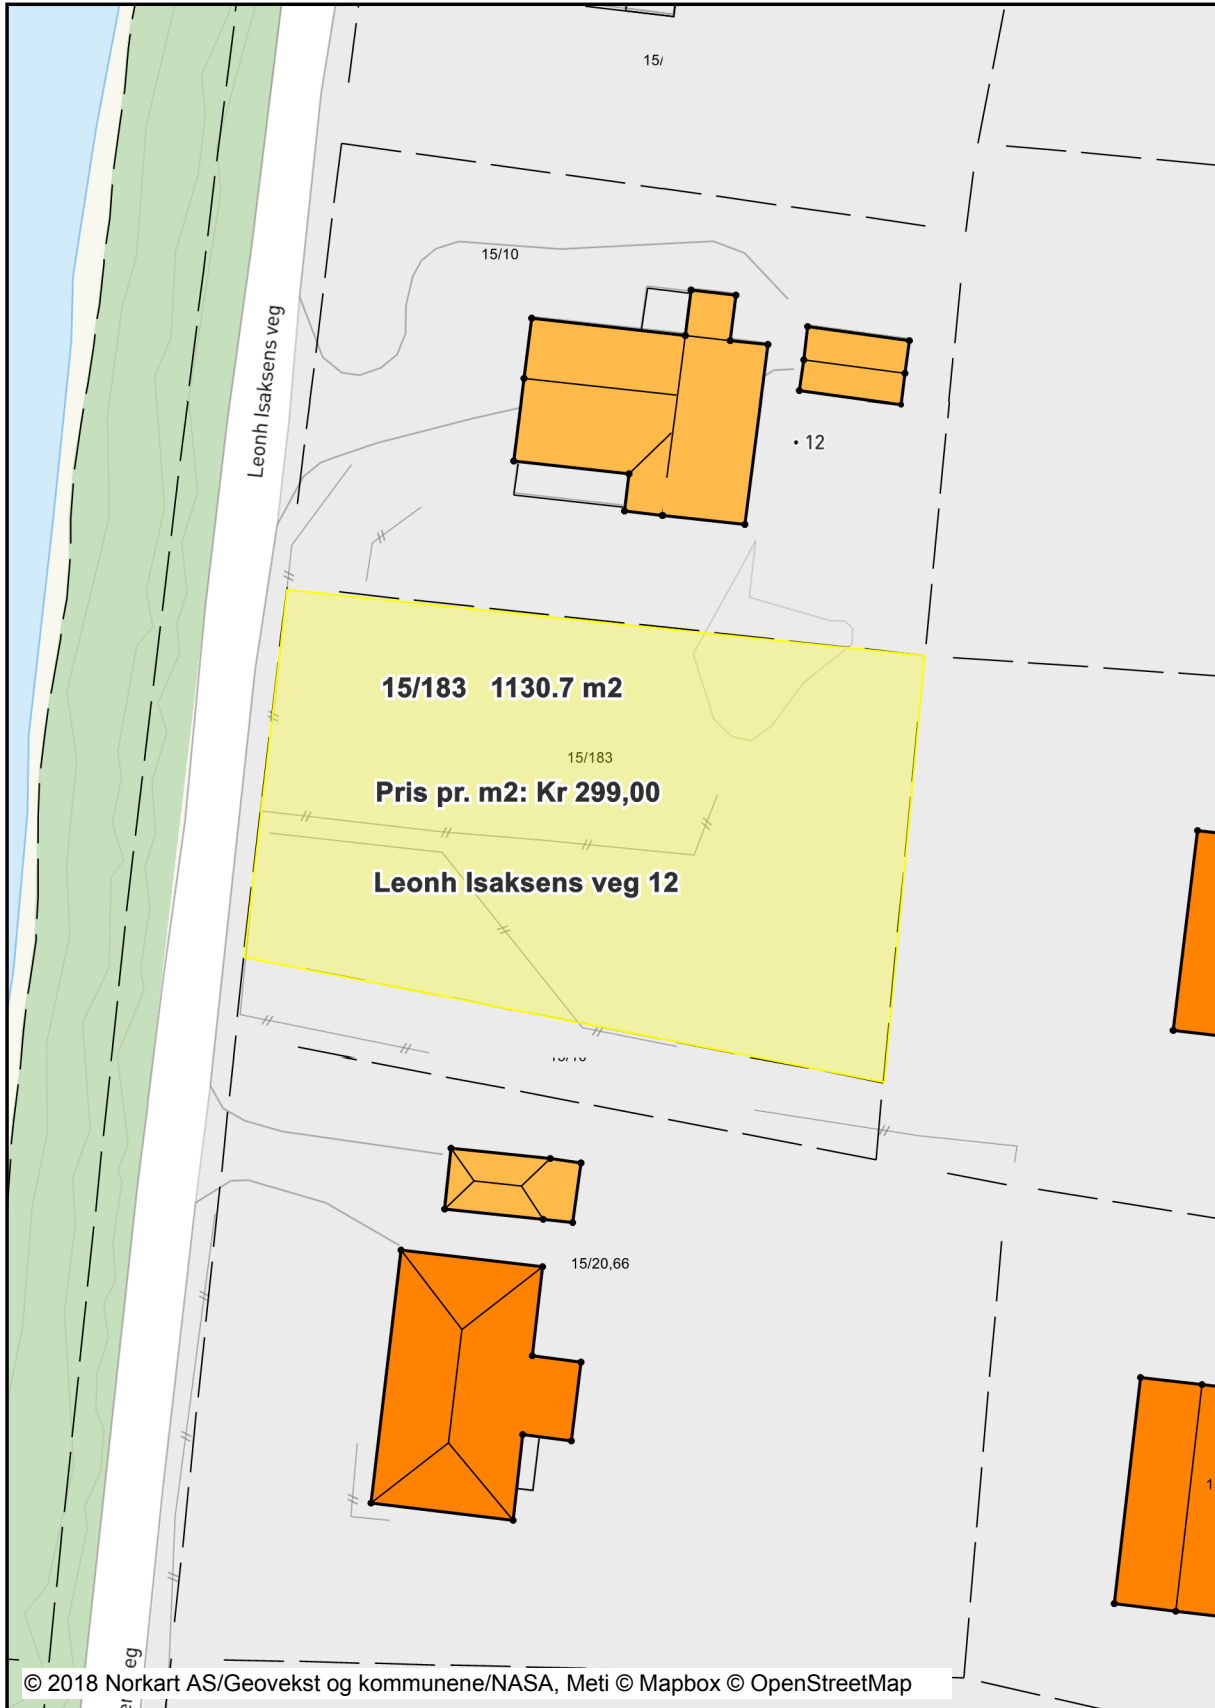 15/
15/10
Leonh Isaksens veg
12
15/183 1130.7 m2
15/183
Pris pr. m2: Kr 299,00
Leonh Isaksens veg 12
15/20,66
© 2018 Norkart AS/Geovekst og kommunene/NASA, Meti © Mapbox © OpenStreetMap